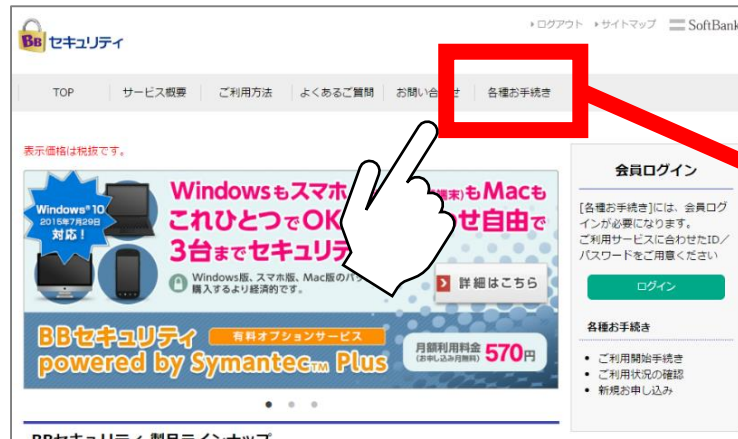 ▸ログアウト ▸サイトマップ SoftBank
BB セキュリティ
TOP サービス概要 ご利用方法 よくあるご質問 お問い合 せ 各種お手続き
表示価格は税抜です。
Windows® 10
2015年7月29日
対応！
Windowsもスマホ 末)もMacも
これひとつでOK わせ自由で
3台までセキュリテ
Windows版、スマホ版、Mac版のパッ
購入するより経済的です。
詳細はこちら
BBセキュリティ 有料オプションサービス
powered by Symantec™ Plus
月額利用料金
(お申し込み月無料)
570円
会員ログイン
[各種お手続き]には、会員ログ
インが必要になります。
ご利用サービスに合わせたID／
パスワードをご用意ください
ログイン
各種お手続き
• ご利用開始手続き
• ご利用状況の確認
• 新規お申し込み
BBセキュリティ 製品ラインナップ